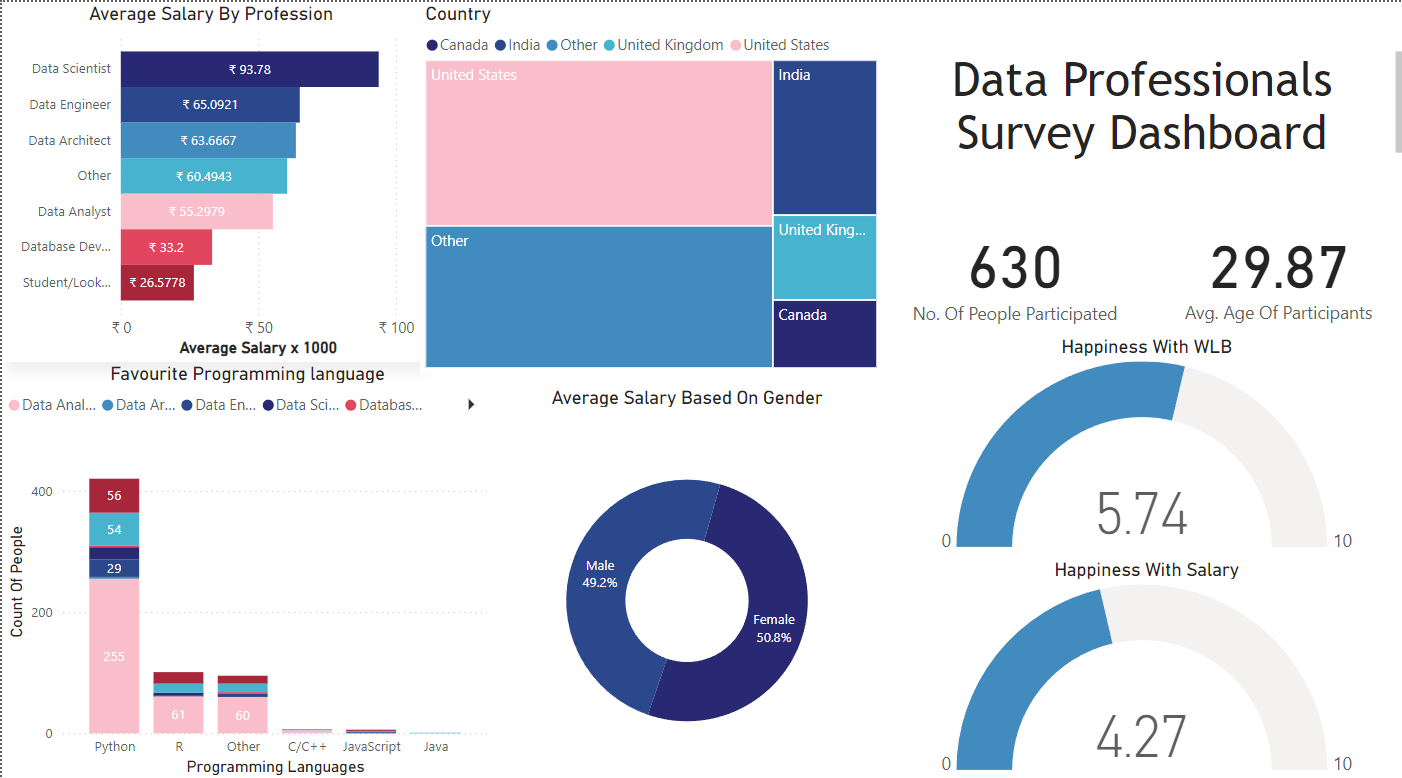 Average Salary By Profession
Data Scientist
₹ 93.78
Data Engineer
₹ 65.0921
Data Architect
₹ 63.6667
Other
₹ 60.4943
Data Analyst
₹ 55.2979
Database Dev...
₹ 33.2
Student/Look...
₹ 26.5778
₹ 0
₹ 50
₹ 100
Average Salary x 1000
Country
Canada
India
Other
United Kingdom
United States
United States
India
Other
United King...
Canada
Data Professionals
Survey Dashboard
630
No. Of People Participated
29.87
Avg. Age Of Participants
Favourite Programming language
Data Anal...
Data Ar...
Data En...
Data Sci...
Databas...
Count Of People
400
200
0
56
54
29
255
61
60
Python
R
Other
C/C++
JavaScript
Java
Programming Languages
Average Salary Based On Gender
Male
49.2%
Female
50.8%
Happiness With WLB
5.74
0
10
Happiness With Salary
4.27
0
10